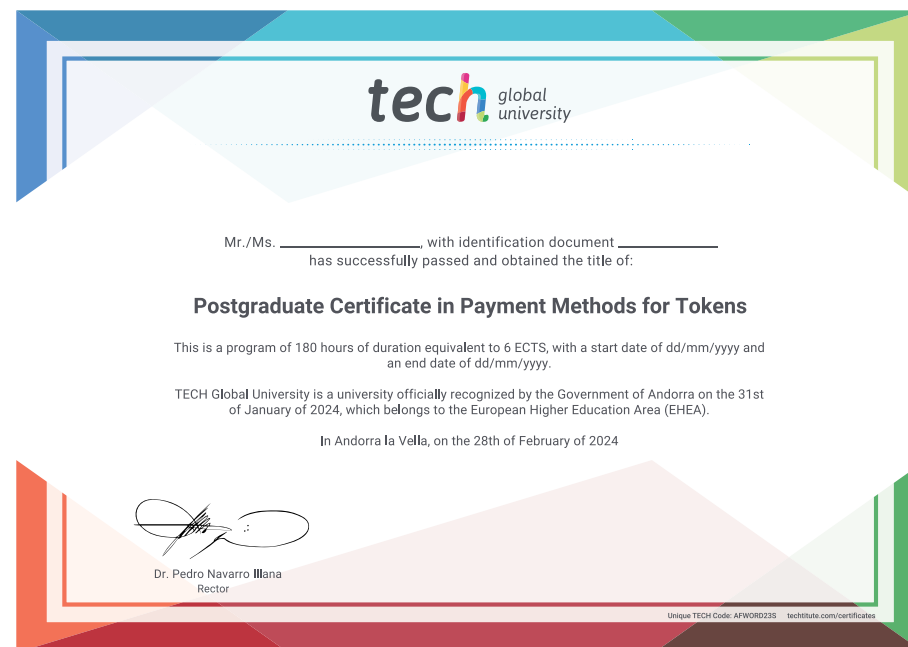 tech global
university
Mr./Ms. ____________, with identification document ____________
has successfully passed and obtained the title of:
Postgraduate Certificate in Payment Methods for Tokens
This is a program of 180 hours of duration equivalent to 6 ECTS, with a start date of dd/mm/yyyy and
an end date of dd/mm/yyyy.
TECH Global University is a university officially recognized by the Government of Andorra on the 31st
of January of 2024, which belongs to the European Higher Education Area (EHEA).
In Andorra la Vella, on the 28th of February of 2024
Dr. Pedro Navarro Illana
Rector
Unique TECH Code: AFWORD23S techtitute.com/certificates